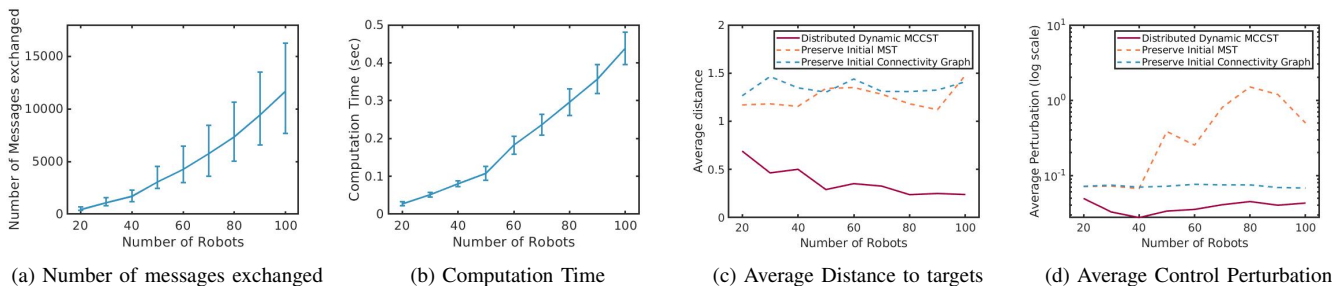 Number of Messages exchanged
15000
10000
5000
0
20 40 60 80 100
Number of Robots
(a) Number of messages exchanged
Computation Time (sec)
0.5
0.4
0.3
0.2
0.1
0
20 40 60 80 100
Number of Robots
(b) Computation Time
Average distance
2
1.5
1
0.5
0
Distributed Dynamic MCCST
Preserve Initial MST
Preserve Initial Connectivity Graph
20 40 60 80 100
Number of Robots
(c) Average Distance to targets
Average Perturbation (log scale)
10¹
10⁰
10⁻¹
Distributed Dynamic MCCST
Preserve Initial MST
Preserve Initial Connectivity Graph
20 40 60 80 100
Number of Robots
(d) Average Control Perturbation